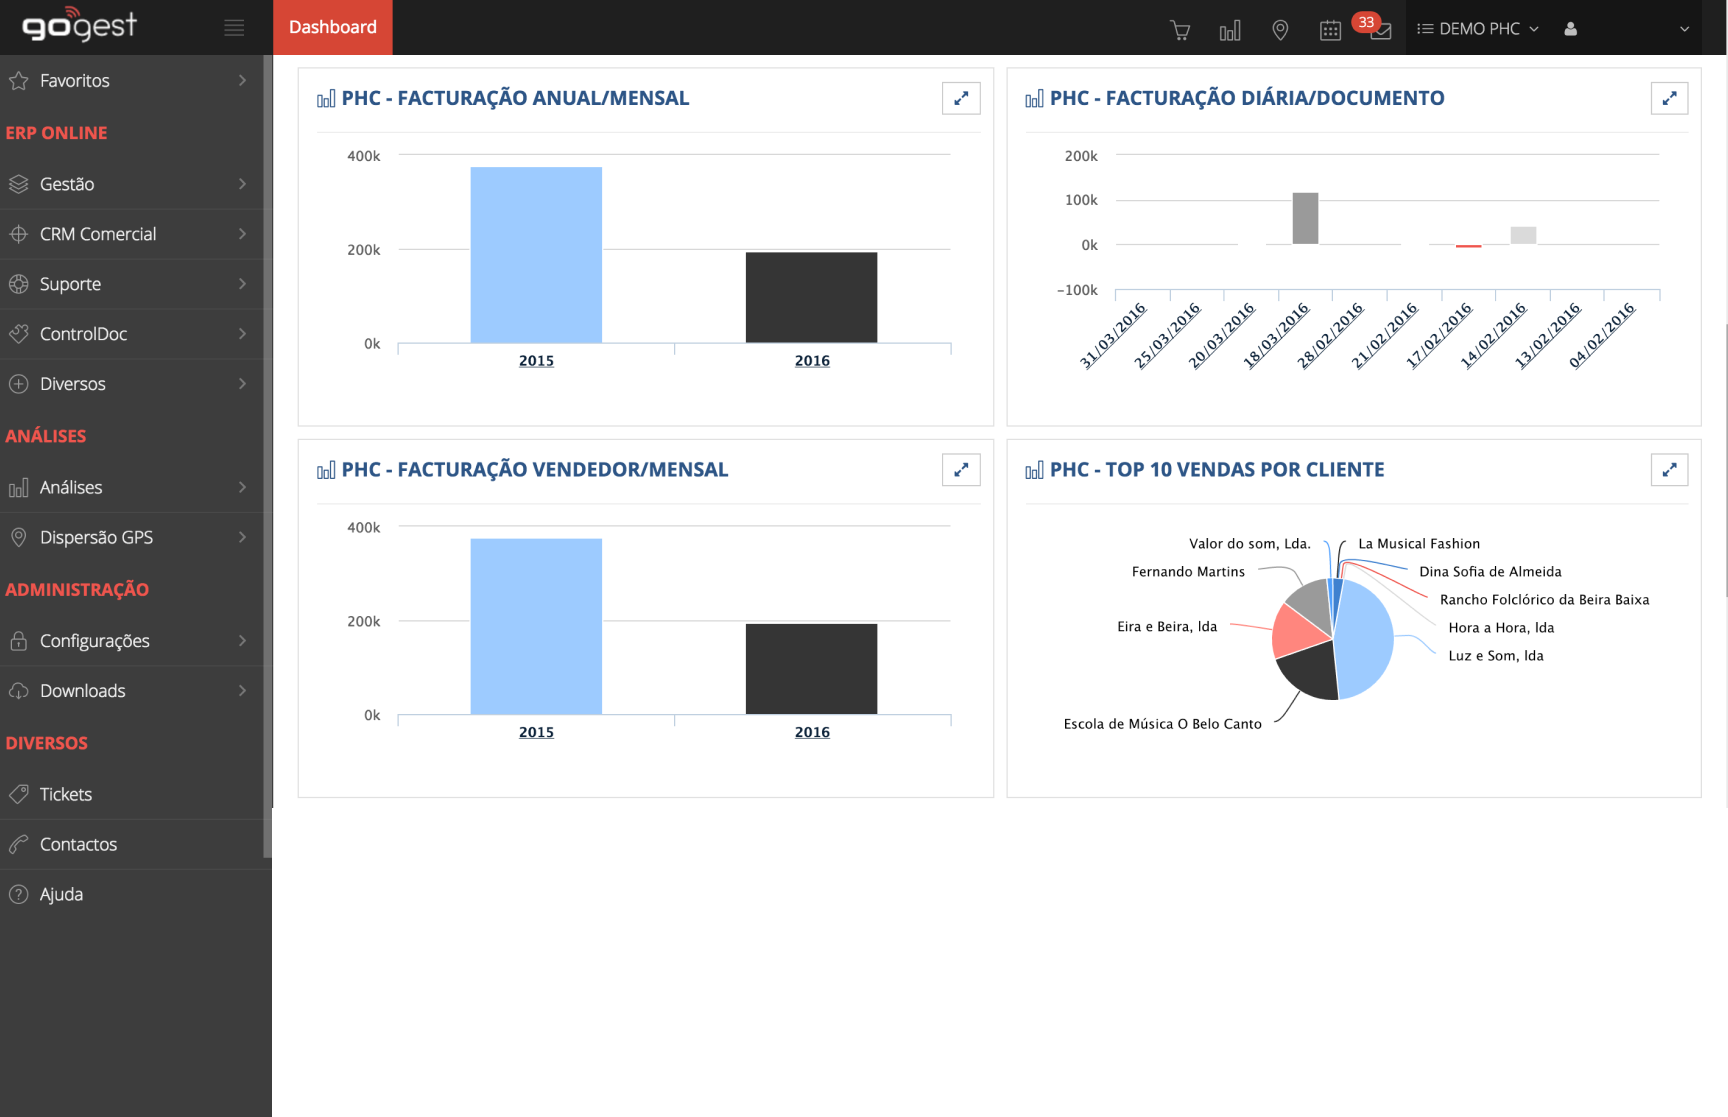 gogest
Dashboard
33
DEMO PHC
Favoritos
ERP ONLINE
Gestão
CRM Comercial
Suporte
ControlDoc
Diversos
ANÁLISES
Análises
Dispersão GPS
ADMINISTRAÇÃO
Configurações
Downloads
DIVERSOS
Tickets
Contactos
Ajuda
PHC - FACTURAÇÃO ANUAL/MENSAL
400k
200k
0k
2015
2016
PHC - FACTURAÇÃO DIÁRIA/DOCUMENTO
200k
100k
0k
-100k
31/03/2016
25/03/2016
20/03/2016
18/03/2016
28/02/2016
21/02/2016
17/02/2016
14/02/2016
13/02/2016
04/02/2016
PHC - FACTURAÇÃO VENDEDOR/MENSAL
400k
200k
0k
2015
2016
PHC - TOP 10 VENDAS POR CLIENTE
Valor do som, Lda.
La Musical Fashion
Fernando Martins
Dina Sofia de Almeida
Rancho Folclórico da Beira Baixa
Eira e Beira, lda
Hora a Hora, lda
Luz e Som, lda
Escola de Música O Belo Canto